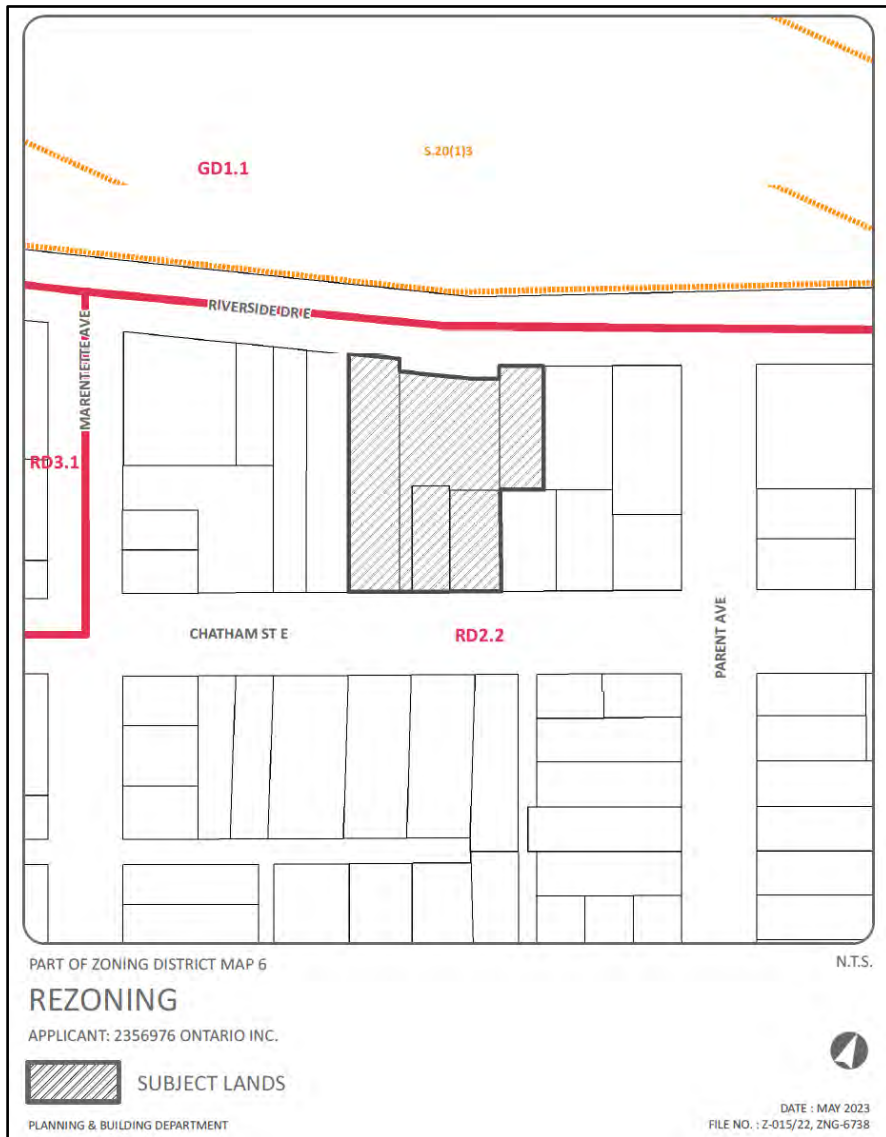 S.20(1)3
GD1.1
RIVERSIDE DR E
MARENTETTE AVE
RD3.1
PARENT AVE
CHATHAM ST E
RD2.2
PART OF ZONING DISTRICT MAP 6
N.T.S.
REZONING
APPLICANT: 2356976 ONTARIO INC.
SUBJECT LANDS
PLANNING & BUILDING DEPARTMENT
DATE : MAY 2023
FILE NO. : Z-015/22, ZNG-6738